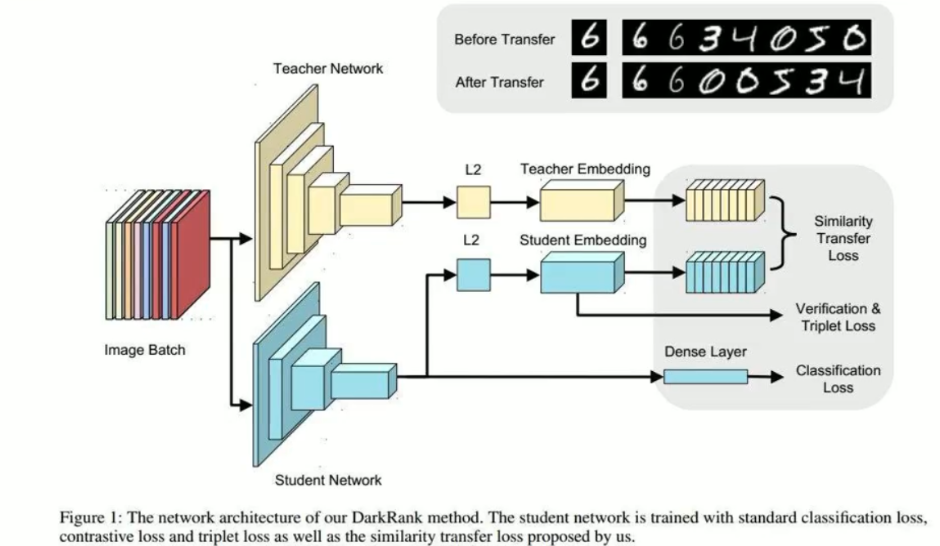 Before Transfer 6 6 6 3 4 0 5 0
After Transfer 6 6 6 0 0 5 3 4
Teacher Network
L2
Teacher Embedding
Similarity
Transfer
Loss
L2
Student Embedding
Verification &
Triplet Loss
Image Batch
Dense Layer
Classification
Loss
Student Network
Figure 1: The network architecture of our DarkRank method. The student network is trained with standard classification loss,
contrastive loss and triplet loss as well as the similarity transfer loss proposed by us.